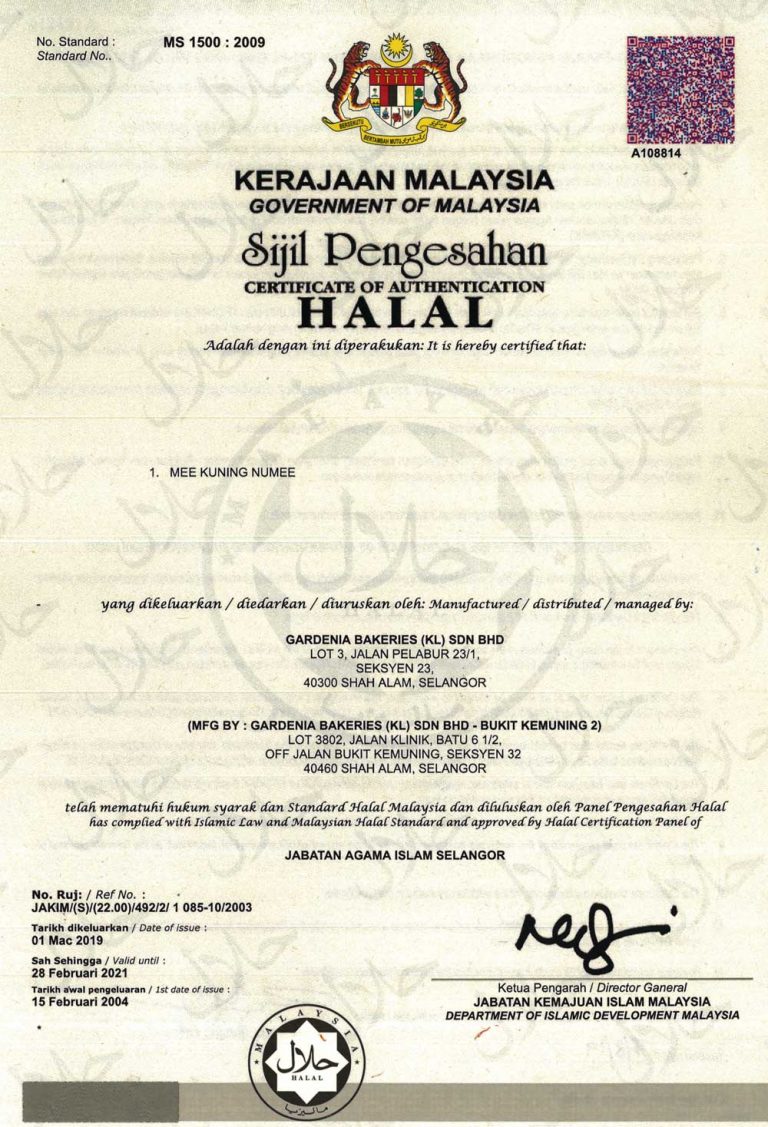 No. Standard : MS 1500 : 2009
Standard No..
BERSEKUTU BERTAMBAH MUTU
A108814
KERAJAAN MALAYSIA
GOVERNMENT OF MALAYSIA
Sijil Pengesahan
CERTIFICATE OF AUTHENTICATION
HALAL
Adalah dengan ini diperakukan: It is hereby certified that:
MALAYSIA
حلال
1. MEE KUNING NUMEE
yang dikeluarkan / diedarkan / diuruskan oleh: Manufactured / distributed / managed by:
GARDENIA BAKERIES (KL) SDN BHD
LOT 3, JALAN PELABUR 23/1,
SEKSYEN 23,
40300 SHAH ALAM, SELANGOR
(MFG BY : GARDENIA BAKERIES (KL) SDN BHD - BUKIT KEMUNING 2)
LOT 3802, JALAN KLINIK, BATU 6 1/2,
OFF JALAN BUKIT KEMUNING, SEKSYEN 32
40460 SHAH ALAM, SELANGOR
telah mematuhi hukum syarak dan Standard Halal Malaysia dan diluluskan oleh Panel Pengesahan Halal
has complied with Islamic Law and Malaysian Halal Standard and approved by Halal Certification Panel of
JABATAN AGAMA ISLAM SELANGOR
No. Ruj: / Ref No. :
JAKIM/(S)/(22.00)/492/2/ 1 085-10/2003
Tarikh dikeluarkan / Date of issue :
01 Mac 2019
Sah Sehingga / Valid until :
28 Februari 2021
Tarikh awal pengeluaran / 1st date of issue :
15 Februari 2004
Ketua Pengarah / Director Ganeral
JABATAN KEMAJUAN ISLAM MALAYSIA
DEPARTMENT OF ISLAMIC DEVELOPMENT MALAYSIA
MALAYSIA
حلال
HALAL
مليسيا